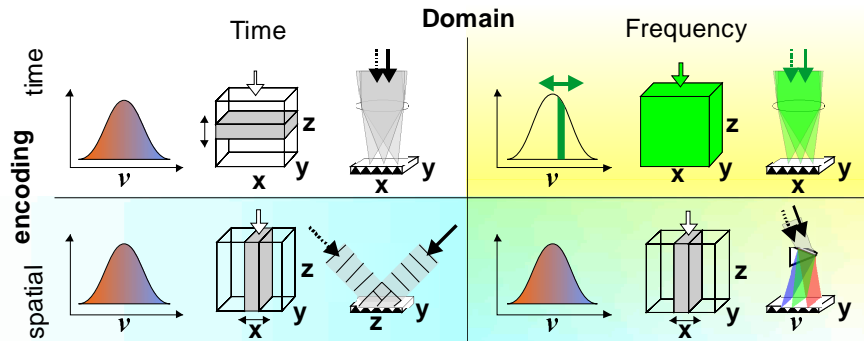 Domain
Time
Frequency
encoding
time
ν
z
y
x
y
x
ν
z
y
x
y
x
spatial
ν
z
y
x
y
z
ν
z
y
x
y
ν